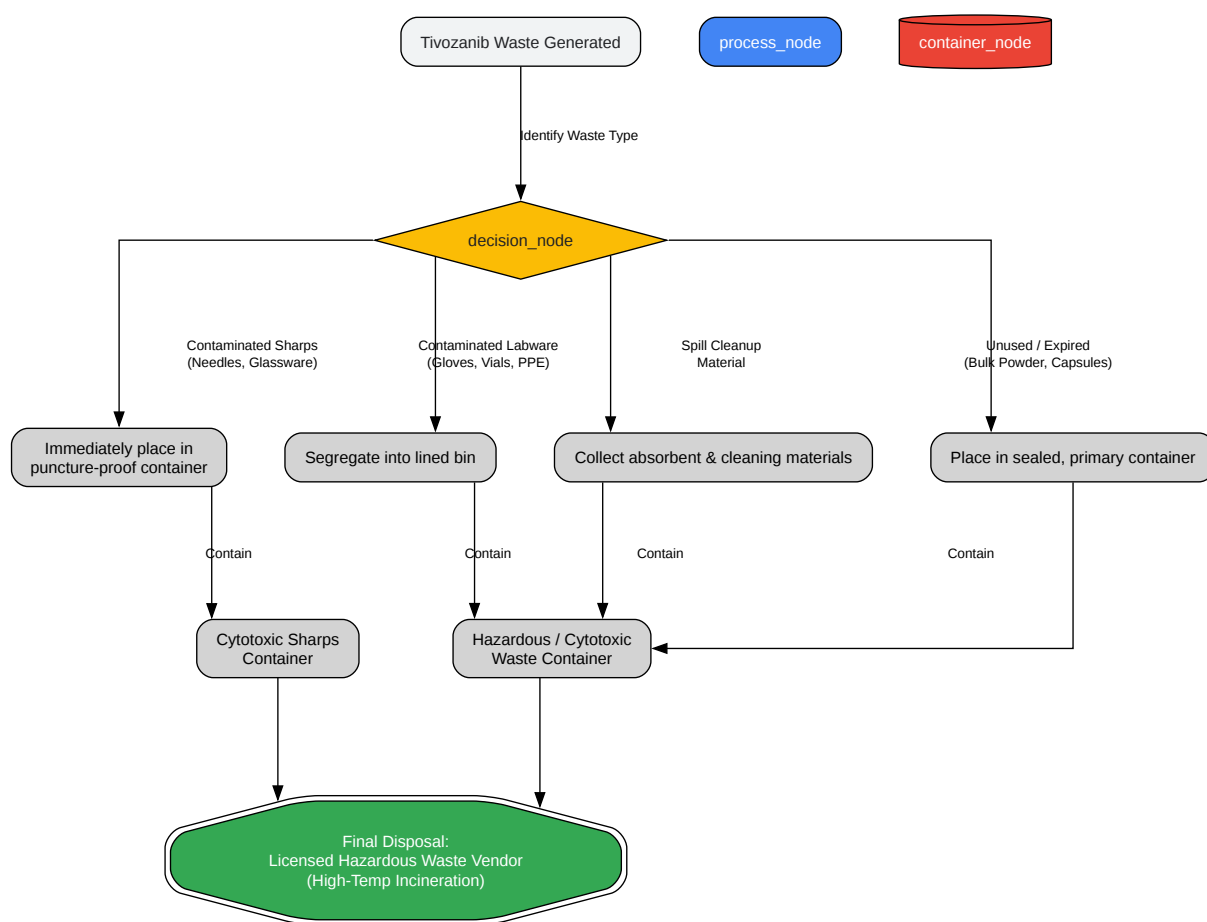 Tivozanib Waste Generated
process_node
container_node
Identify Waste Type
decision_node
Contaminated Sharps
(Needles, Glassware)
Contaminated Labware
(Gloves, Vials, PPE)
Spill Cleanup
Material
Unused / Expired
(Bulk Powder, Capsules)
Immediately place in
puncture-proof container
Segregate into lined bin
Collect absorbent & cleaning materials
Place in sealed, primary container
Contain
Contain
Contain
Contain
Cytotoxic Sharps
Container
Hazardous / Cytotoxic
Waste Container
Final Disposal:
Licensed Hazardous Waste Vendor
(High-Temp Incineration)